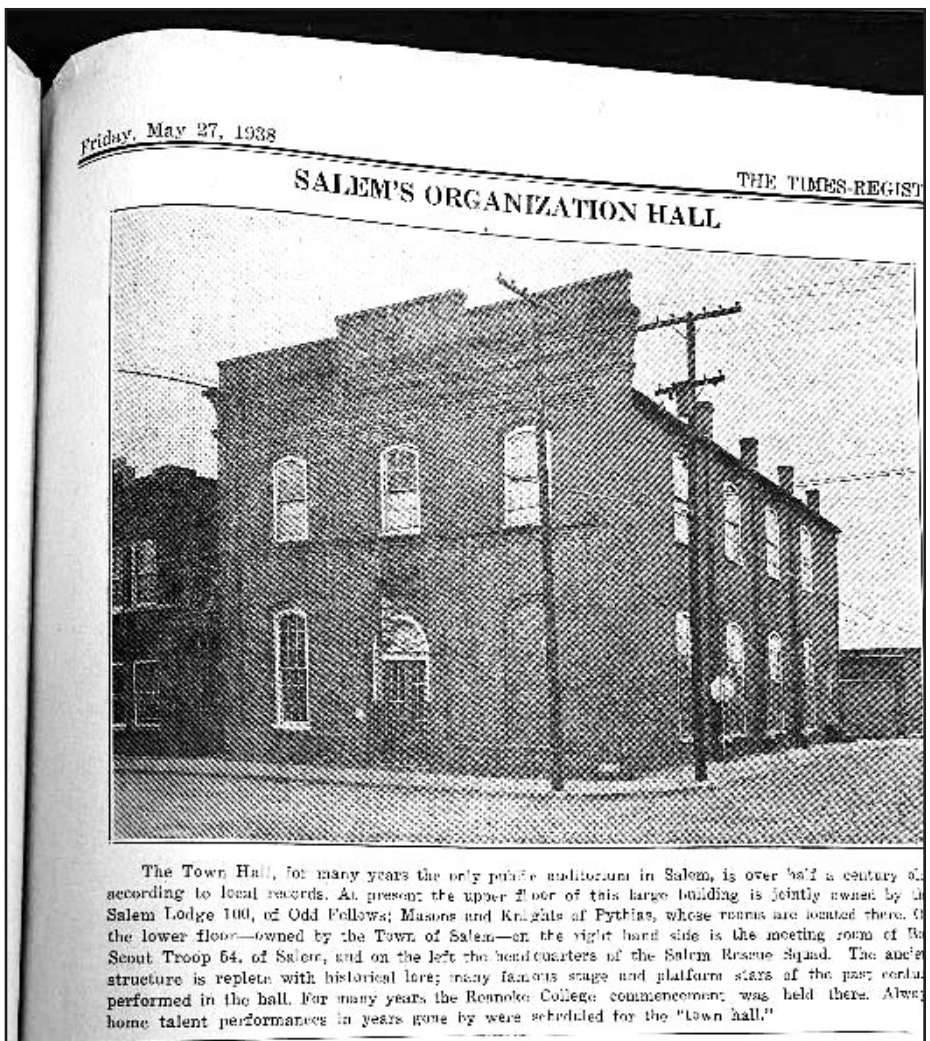 Friday, May 27, 1938
THE TIMES-REGIST
SALEM'S ORGANIZATION HALL
The Town Hall, for many years the only public auditorium in Salem, is over half a century ol
according to local records. At present the upper floor of this large building is jointly owned by th
Salem Lodge 100, of Odd Fellows; Masons and Knights of Pythias, whose rooms are located there. O
the lower floor—owned by the Town of Salem—on the right hand side is the meeting room of Bo
Scout Troop 54, of Salem, and on the left the headquarters of the Salem Rescue Squad. The ancie
structure is replete with historical lore; many famous stage and platform stars of the past centu
performed in the hall. For many years the Roanoke College commencement was held there. Alway
home talent performances in years gone by were scheduled for the "town hall."